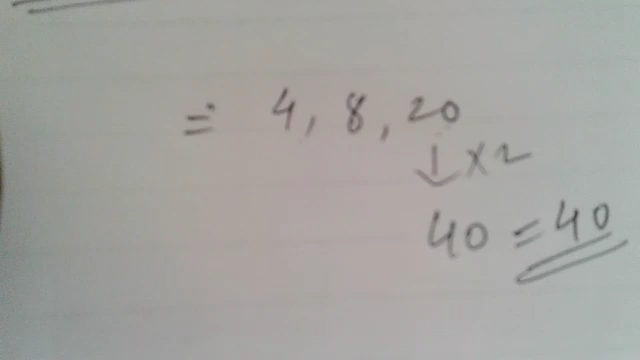 = 4, 8, 20
↓ × 2
40 = 40